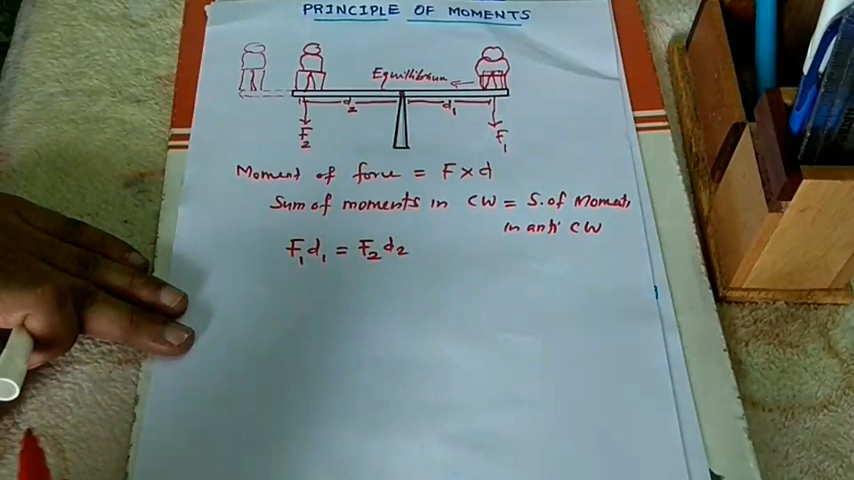 PRINCIPLE OF MOMENTS
Equilibrium
d2 d1
F2 F1
Moment of force = F × d
Sum of moments in CW = S. of Moments
in anti CW
F1d1 = F2d2